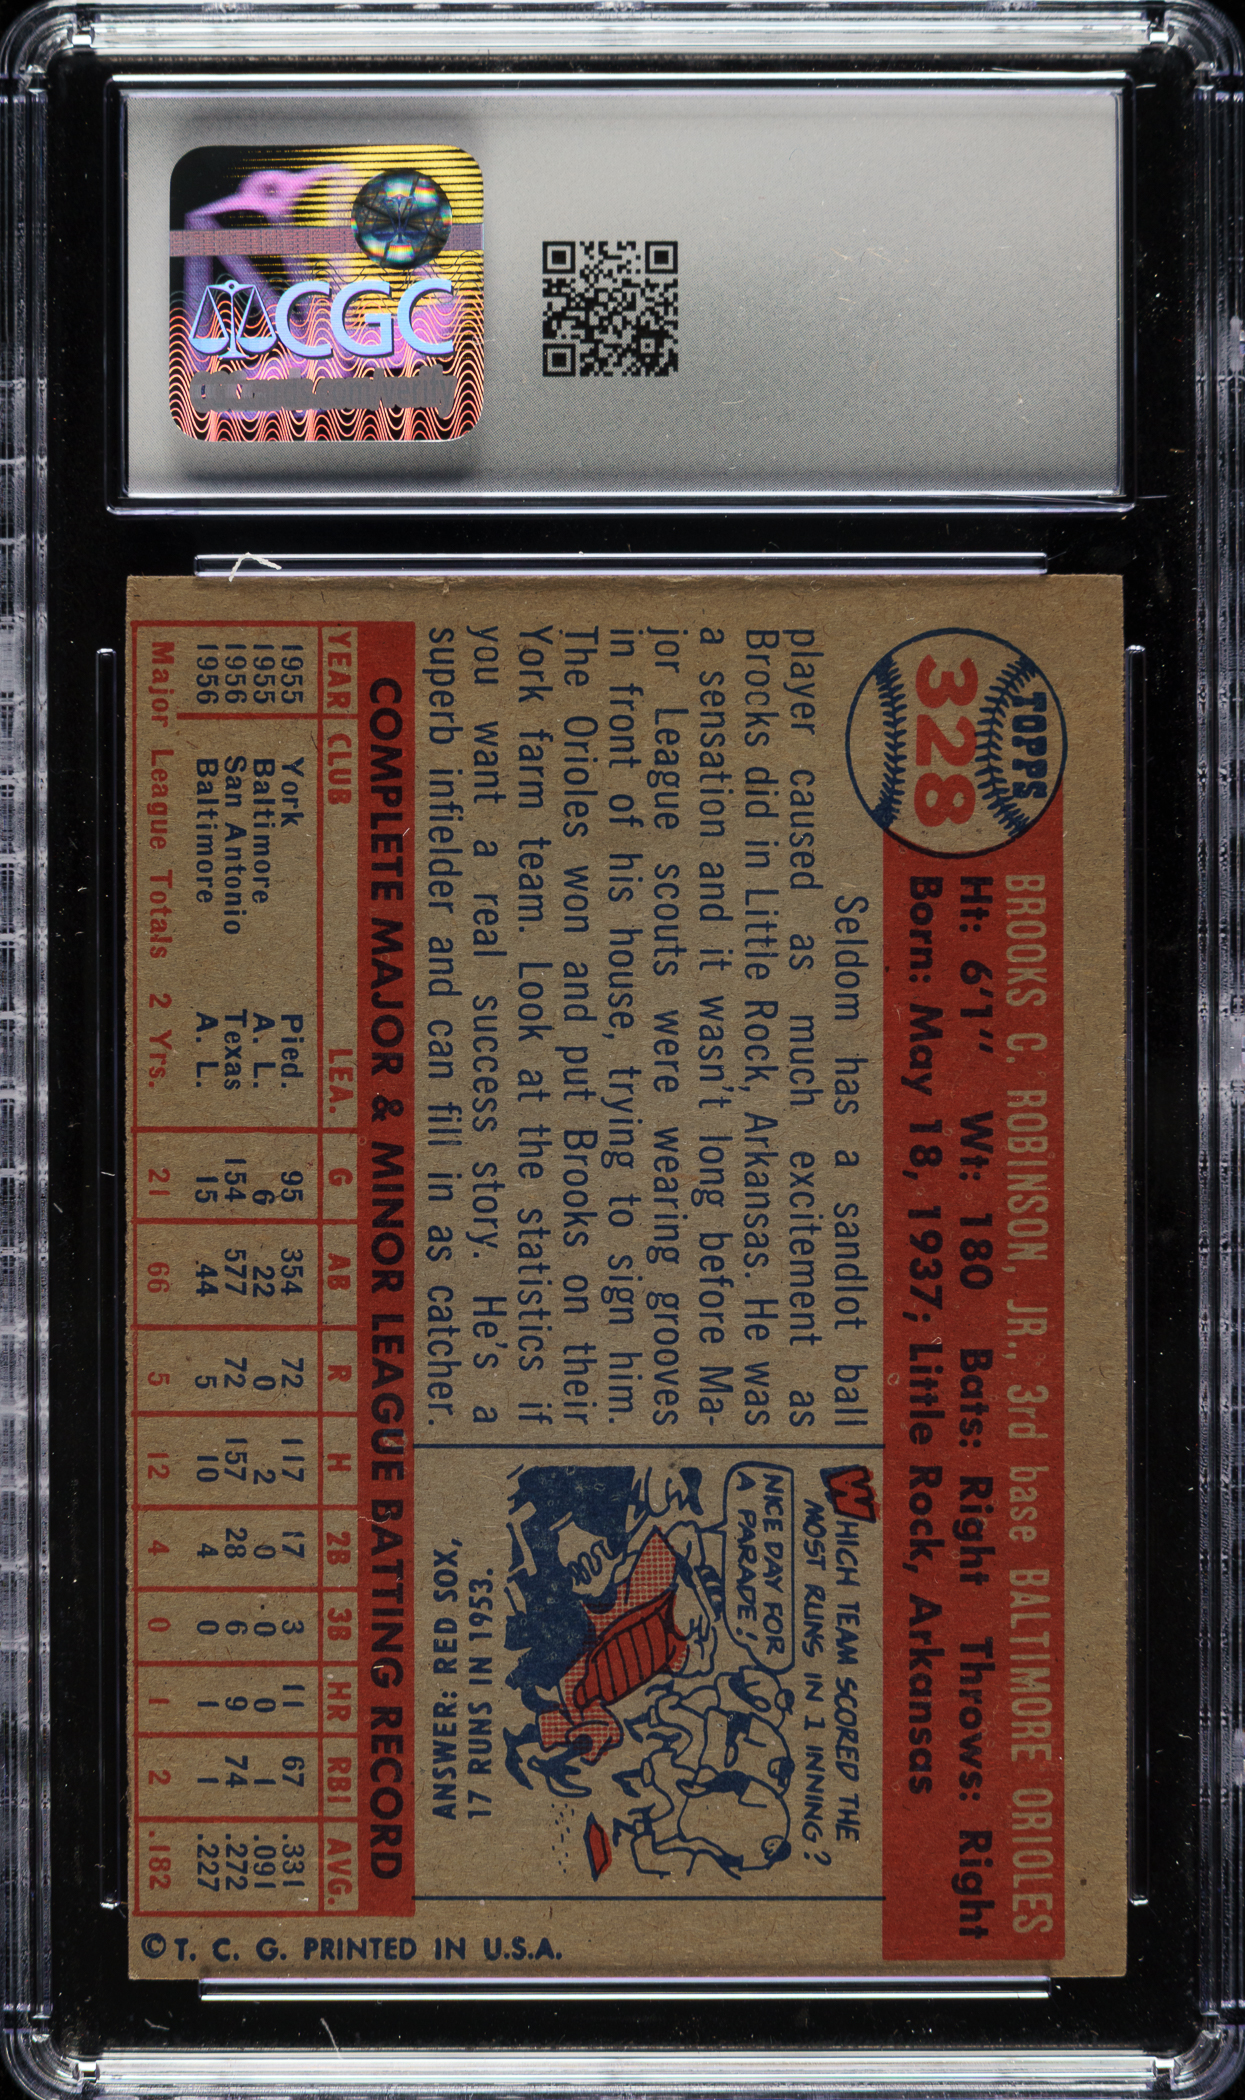 CGC
TOPPS
328
BROOKS C. ROBINSON, JR., 3rd base BALTIMORE ORIOLES
Ht: 6'1" Wt: 180 Bats: Right Throws: Right
Born: May 18, 1937; Little Rock, Arkansas
Seldom has a sandlot ball
player caused as much excitement as
Brocks did in Little Rock, Arkansas. He was
a sensation and it wasn't long before Ma-
jor League scouts were wearing grooves
in front of his house, trying to sign him.
The Orioles won and put Brooks on their
York farm team. Look at the statistics if
you want a real success story. He's a
superb infielder and can fill in as catcher.
WHICH TEAM SCORED THE
MOST RUNS IN 1 INNING?
NICE DAY FOR
A PARADE!
ANSWER: RED SOX,
17 RUNS IN 1953.
COMPLETE MAJOR & MINOR LEAGUE BATTING RECORD
YEAR CLUB LEA. G AB R H 2B 3B HR RBI AVG.
1955 York Pied. 95 354 72 117 17 3 11 67 .331
1955 Baltimore A. L. 6 22 0 2 0 0 0 1 .091
1956 San Antonio Texas 154 577 72 157 28 6 9 74 .272
1956 Baltimore A. L. 15 44 5 10 4 0 1 1 .227
Major League Totals 2 Yrs. 21 66 5 12 4 0 1 2 .182
© T. C. G. PRINTED IN U.S.A.